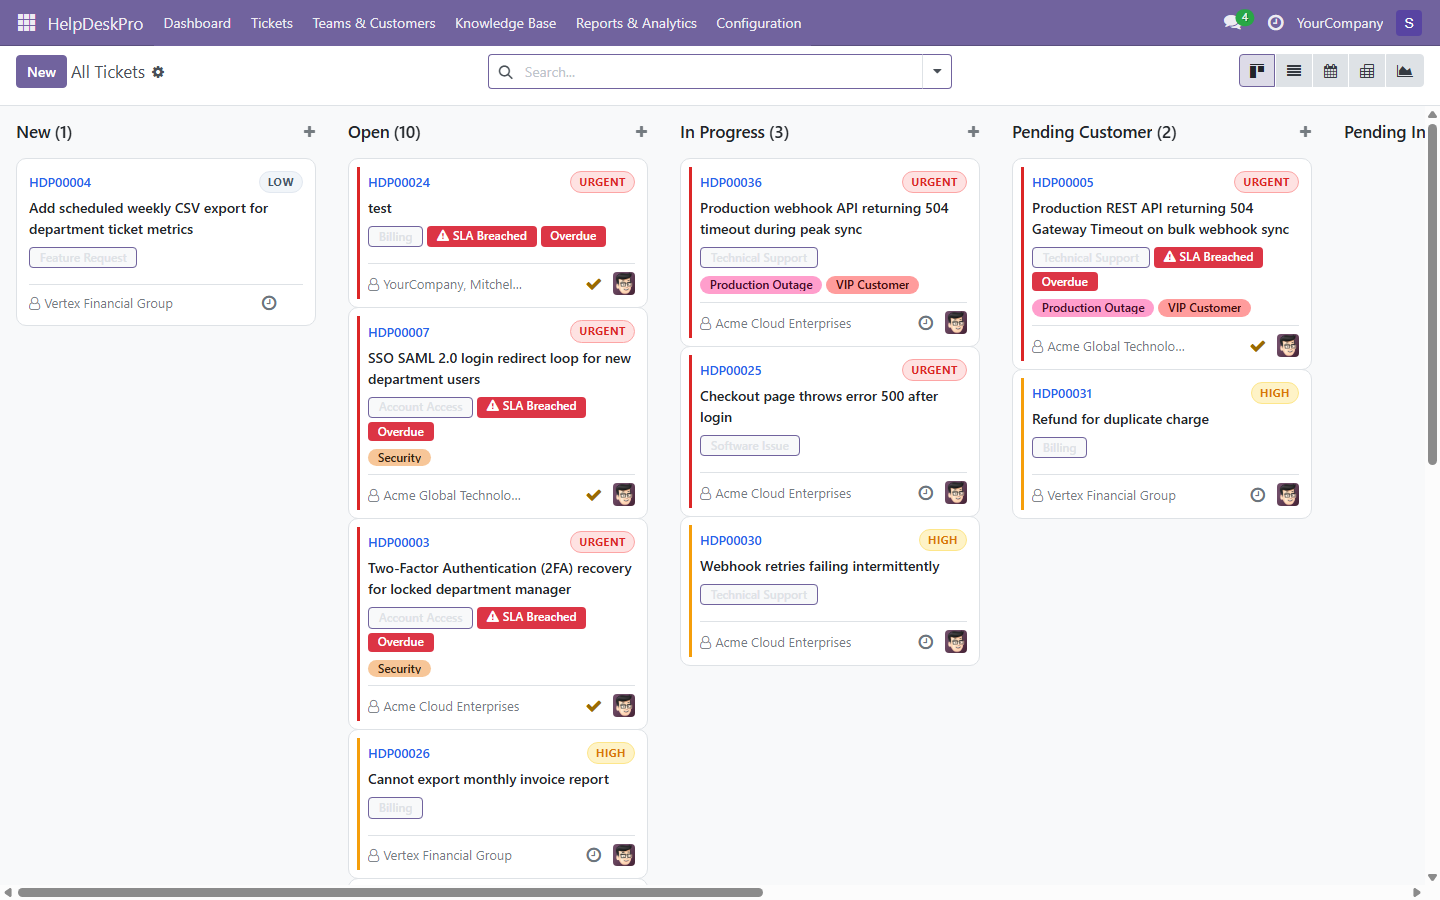 HelpDeskPro Dashboard Tickets Teams & Customers Knowledge Base Reports & Analytics Configuration 4 YourCompany S
New All Tickets Search...
New (1)
HDP00004 LOW
Add scheduled weekly CSV export for
department ticket metrics
Feature Request
Vertex Financial Group
Open (10)
HDP00024 URGENT
test
Billing SLA Breached Overdue
YourCompany, Mitchel...
HDP00007 URGENT
SSO SAML 2.0 login redirect loop for new
department users
Account Access SLA Breached
Overdue
Security
Acme Global Technolo...
HDP00003 URGENT
Two-Factor Authentication (2FA) recovery
for locked department manager
Account Access SLA Breached
Overdue
Security
Acme Cloud Enterprises
HDP00026 HIGH
Cannot export monthly invoice report
Billing
Vertex Financial Group
In Progress (3)
HDP00036 URGENT
Production webhook API returning 504
timeout during peak sync
Technical Support
Production Outage VIP Customer
Acme Cloud Enterprises
HDP00025 URGENT
Checkout page throws error 500 after
login
Software Issue
Acme Cloud Enterprises
HDP00030 HIGH
Webhook retries failing intermittently
Technical Support
Acme Cloud Enterprises
Pending Customer (2)
HDP00005 URGENT
Production REST API returning 504
Gateway Timeout on bulk webhook sync
Technical Support SLA Breached
Overdue
Production Outage VIP Customer
Acme Global Technolo...
HDP00031 HIGH
Refund for duplicate charge
Billing
Vertex Financial Group
Pending In